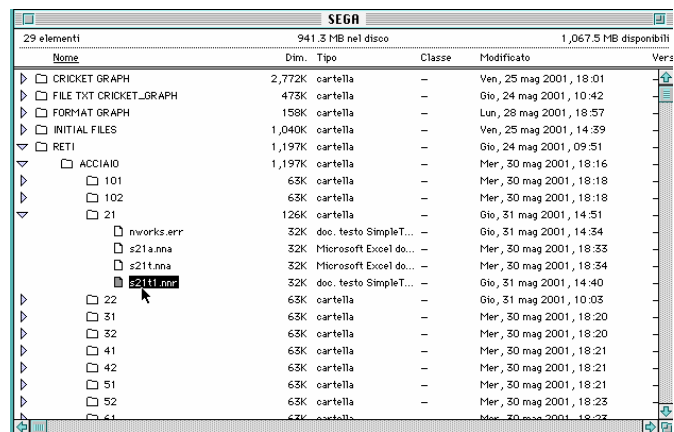 SEGA
29 elementi 941.3 MB nel disco 1,067.5 MB disponibili
Nome Dim. Tipo Classe Modificato Vers
CRICKET GRAPH 2,772K cartella – Ven, 25 mag 2001, 18:01 –
FILE TXT CRICKET_GRAPH 473K cartella – Gio, 24 mag 2001, 10:42 –
FORMAT GRAPH 158K cartella – Lun, 28 mag 2001, 18:57 –
INITIAL FILES 1,040K cartella – Ven, 25 mag 2001, 14:39 –
RETI 1,197K cartella – Gio, 24 mag 2001, 09:51 –
ACCIAIO 1,197K cartella – Mer, 30 mag 2001, 18:16 –
101 63K cartella – Mer, 30 mag 2001, 18:18 –
102 63K cartella – Mer, 30 mag 2001, 18:18 –
21 126K cartella – Gio, 31 mag 2001, 14:51 –
nworks.err 32K doc. testo SimpleT... – Gio, 31 mag 2001, 14:34 –
s21a.nna 32K Microsoft Excel do... – Mer, 30 mag 2001, 18:33 –
s21t.nna 32K Microsoft Excel do... – Mer, 30 mag 2001, 18:34 –
s21t1.nnr 32K doc. testo SimpleT... – Gio, 31 mag 2001, 14:40 –
22 63K cartella – Gio, 31 mag 2001, 10:03 –
31 63K cartella – Mer, 30 mag 2001, 18:20 –
32 63K cartella – Mer, 30 mag 2001, 18:20 –
41 63K cartella – Mer, 30 mag 2001, 18:21 –
42 63K cartella – Mer, 30 mag 2001, 18:21 –
51 63K cartella – Mer, 30 mag 2001, 18:21 –
52 63K cartella – Mer, 30 mag 2001, 18:23 –
61 63K cartella – Mer, 30 mag 2001, 18:23 –